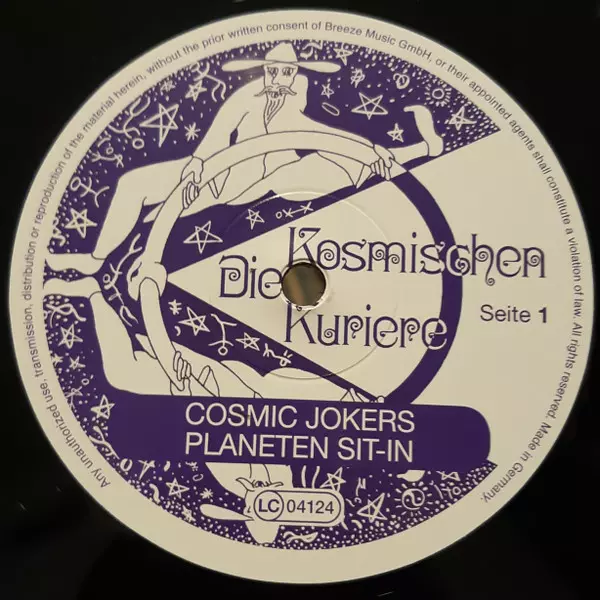 Any unauthorized use, transmission, distribution or reproduction of the material herein, without the prior written consent of Breeze Music GmbH, or their appointed agents shall constitute a violation of law. All rights reserved. Made in Germany.
Die Kosmischen
Kuriere
Seite 1
COSMIC JOKERS
PLANETEN SIT-IN
LC 04124